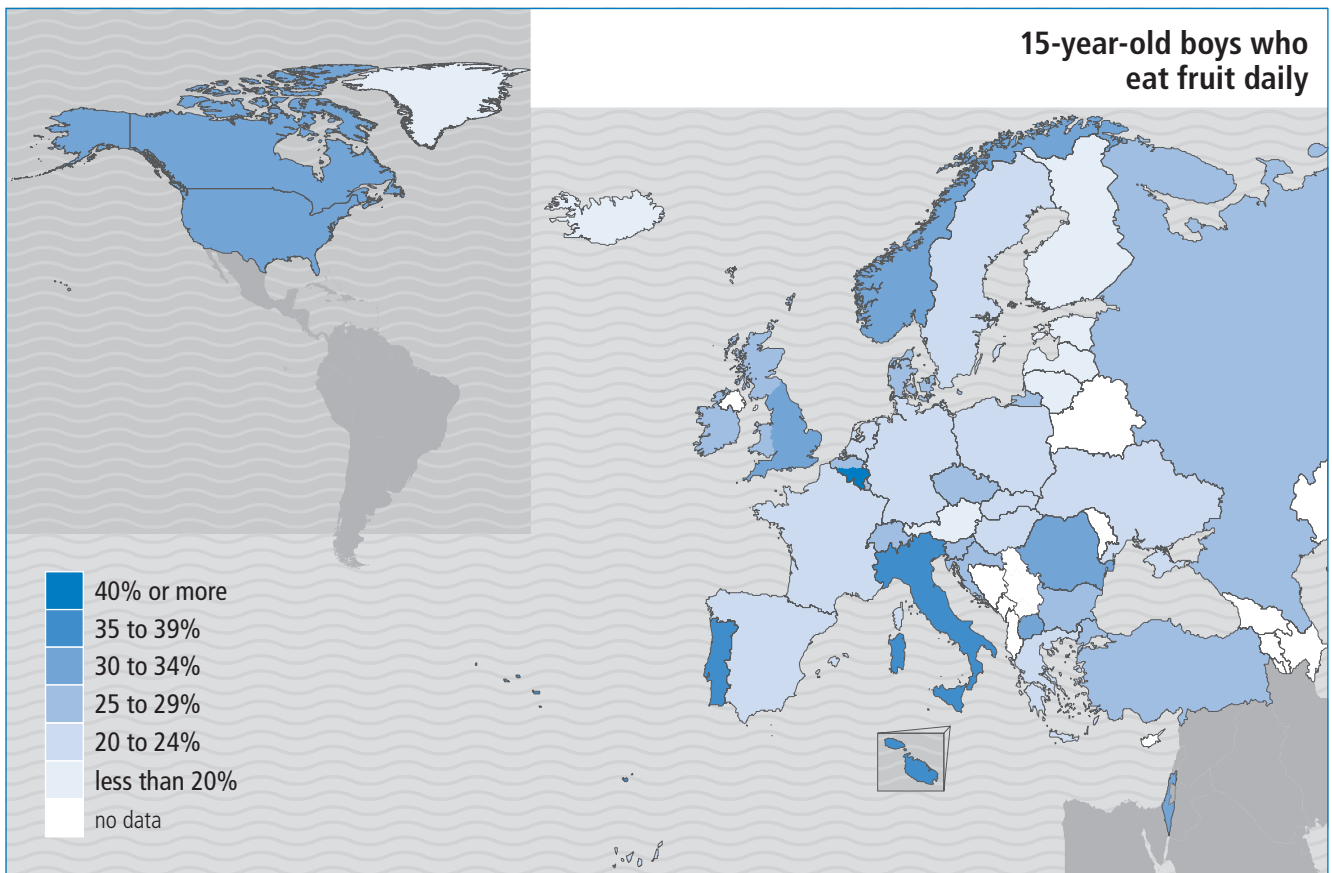 15-year-old boys who
eat fruit daily
40% or more
35 to 39%
30 to 34%
25 to 29%
20 to 24%
less than 20%
no data